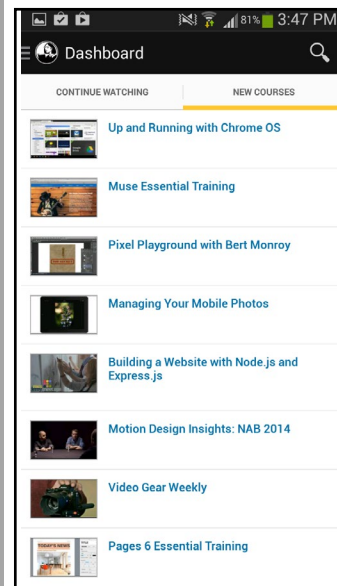 81% 3:47 PM
Dashboard
CONTINUE WATCHING
NEW COURSES
Up and Running with Chrome OS
Muse Essential Training
Pixel Playground with Bert Monroy
Managing Your Mobile Photos
Building a Website with Node.js and
Express.js
Motion Design Insights: NAB 2014
Video Gear Weekly
TODAY'S NEWS
Pages 6 Essential Training